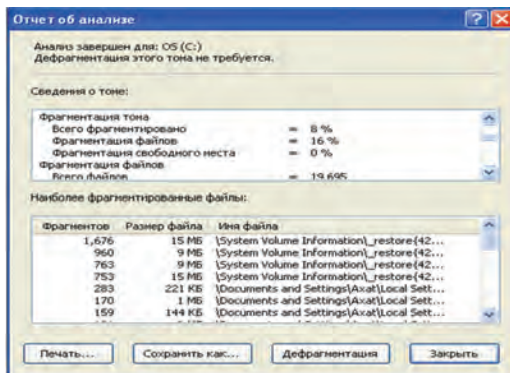 Отчет об анализе
Анализ завершен для: OS (C:)
Дефрагментация этого тома не требуется.
Сведения о томе:
Фрагментация тома
Всего фрагментировано = 8 %
Фрагментация файлов = 16 %
Фрагментация свободного места = 0 %
Фрагментация файлов
Всего файлов = 19,695
Наиболее фрагментированные файлы:
Фрагментов Размер файла Имя файла
1,676 15 МБ \System Volume Information\_restore{42...
960 9 МБ \System Volume Information\_restore{42...
763 9 МБ \System Volume Information\_restore{42...
753 15 МБ \System Volume Information\_restore{42...
283 221 КБ \Documents and Settings\Axat\Local Sett...
170 1 МБ \Documents and Settings\Axat\Local Sett...
159 144 КБ \Documents and Settings\Axat\Local Sett...
Печать... Сохранить как... Дефрагментация Закрыть